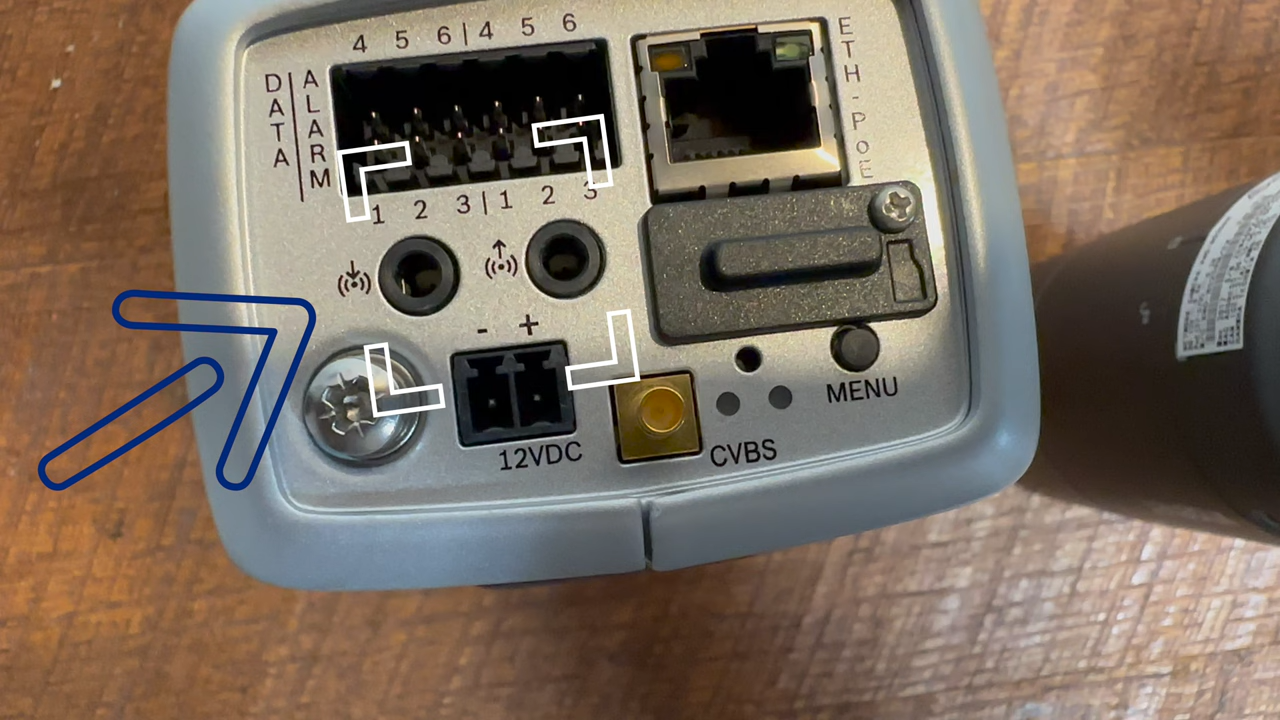 4 5 6 | 4 5 6
DATA
ALARM
ETH-PoE
1 2 3 | 1 2 3
- +
12VDC
CVBS
MENU